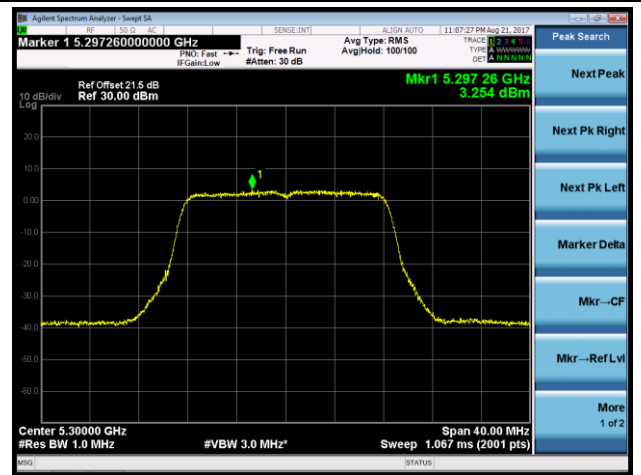 Agilent Spectrum Analyzer - Swept SA
RF 50 Ω AC SENSE:INT ALIGN AUTO 11:07:27 PM Aug 21, 2017
Marker 1 5.297260000000 GHz
PNO: Fast
IFGain:Low
Trig: Free Run
#Atten: 30 dB
Avg Type: RMS
Avg|Hold: 100/100
TRACE 1 2 3 4 5 6
TYPE A WWWWW
DET A N N N N N
Peak Search
Next Peak
Next Pk Right
Next Pk Left
Marker Delta
Mkr→CF
Mkr→Ref Lvl
More
1 of 2
Mkr1 5.297 26 GHz
3.254 dBm
Ref Offset 21.5 dB
10 dB/div Ref 30.00 dBm
Log
1
20.0
10.0
0.00
-10.0
-20.0
-30.0
-40.0
-50.0
-60.0
Center 5.30000 GHz Span 40.00 MHz
#Res BW 1.0 MHz #VBW 3.0 MHz* Sweep 1.067 ms (2001 pts)
MSG STATUS